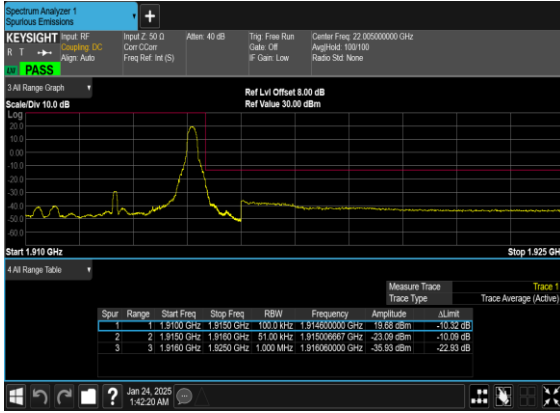 Spectrum Analyzer 1
Spurious Emissions
KEYSIGHT
R T
Input: RF
Coupling: DC
Align: Auto
Input Z: 50 Ω
Corr CCorr
Freq Ref: Int (S)
Atten: 40 dB
Trig: Free Run
Gate: Off
IF Gain: Low
Center Freq: 22.005000000 GHz
Avg|Hold: 100/100
Radio Std: None
PASS
3 All Range Graph
Scale/Div 10.0 dB
Ref Lvl Offset 8.00 dB
Ref Value 30.00 dBm
Log
20.0
10.0
0.00
-10.0
-20.0
-30.0
-40.0
-50.0
-60.0
Start 1.910 GHz
Stop 1.925 GH
4 All Range Table
Measure Trace Trace 1
Trace Type Trace Average (Active)
Spur Range Start Freq Stop Freq RBW Frequency Amplitude ΔLimit
1 1 1.9100 GHz 1.9150 GHz 100.0 kHz 1.914600000 GHz 19.68 dBm -10.32 dB
2 2 1.9150 GHz 1.9160 GHz 51.00 kHz 1.915006667 GHz -23.09 dBm -10.09 dB
3 3 1.9160 GHz 1.9250 GHz 1.000 MHz 1.916060000 GHz -35.93 dBm -22.93 dB
Jan 24, 2025
1:42:20 AM